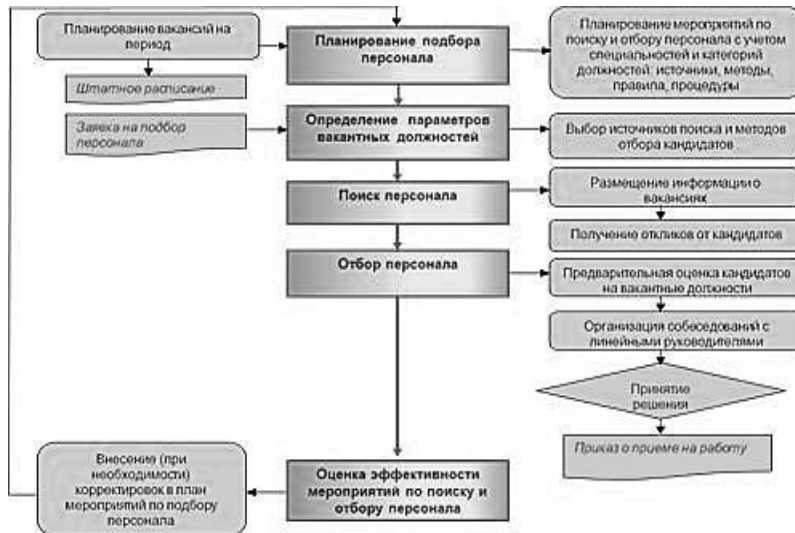 Планирование вакансий на
период
Планирование подбора
персонала
Планирование мероприятий по
поиску и отбору персонала с учетом
специальностей и категорий
должностей: источники, методы,
правила, процедуры
Штатное расписание
Заявка на подбор
персонала
Определение параметров
вакантных должностей
Выбор источников поиска и методов
отбора кандидатов
Поиск персонала
Размещение информации о
вакансиях
Получение откликов от кандидатов
Отбор персонала
Предварительная оценка кандидатов
на вакантные должности
Организация собеседований с
линейными руководителями
Принятие
решения
Приказ о приеме на работу
Внесение (при
необходимости)
корректировок в план
мероприятий по подбору
персонала
Оценка эффективности
мероприятий по поиску и
отбору персонала